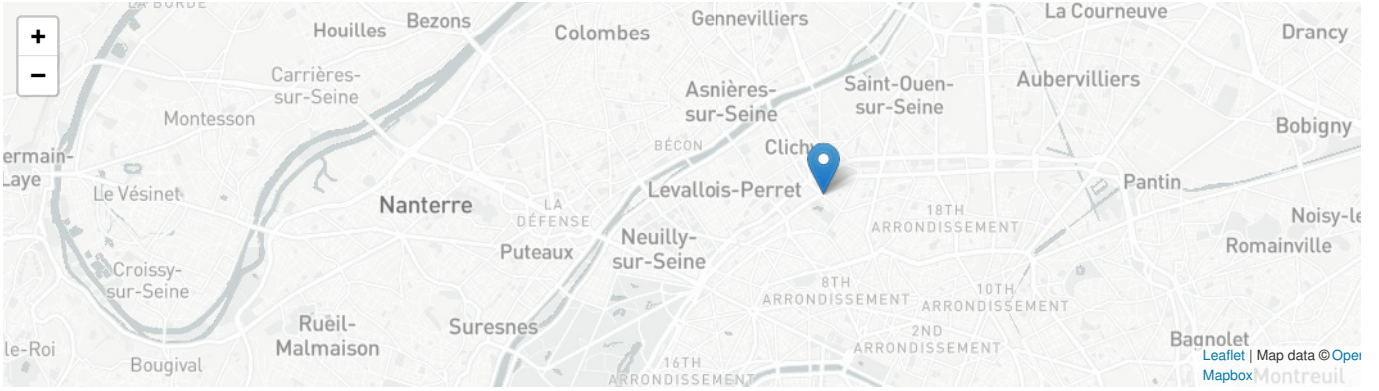 LA BORDE
+
−
Houilles
Bezons
Colombes
Gennevilliers
La Courneuve
Drancy
Carrières-
sur-Seine
Asnières-
sur-Seine
Saint-Ouen-
sur-Seine
Aubervilliers
Montesson
Bobigny
BÉCON
Clichy
ermain-
Laye
Le Vésinet
Nanterre
Levallois-Perret
Pantin
LA
DÉFENSE
18TH
ARRONDISSEMENT
Noisy-le
Puteaux
Neuilly-
sur-Seine
Romainville
Croissy-
sur-Seine
8TH
ARRONDISSEMENT
10TH
ARRONDISSEMENT
Rueil-
Malmaison
Suresnes
2ND
ARRONDISSEMENT
Bagnolet
le-Roi
Bougival
16TH
ARRONDISSEMENT
Leaflet | Map data © Oper
Mapbox
Montreuil